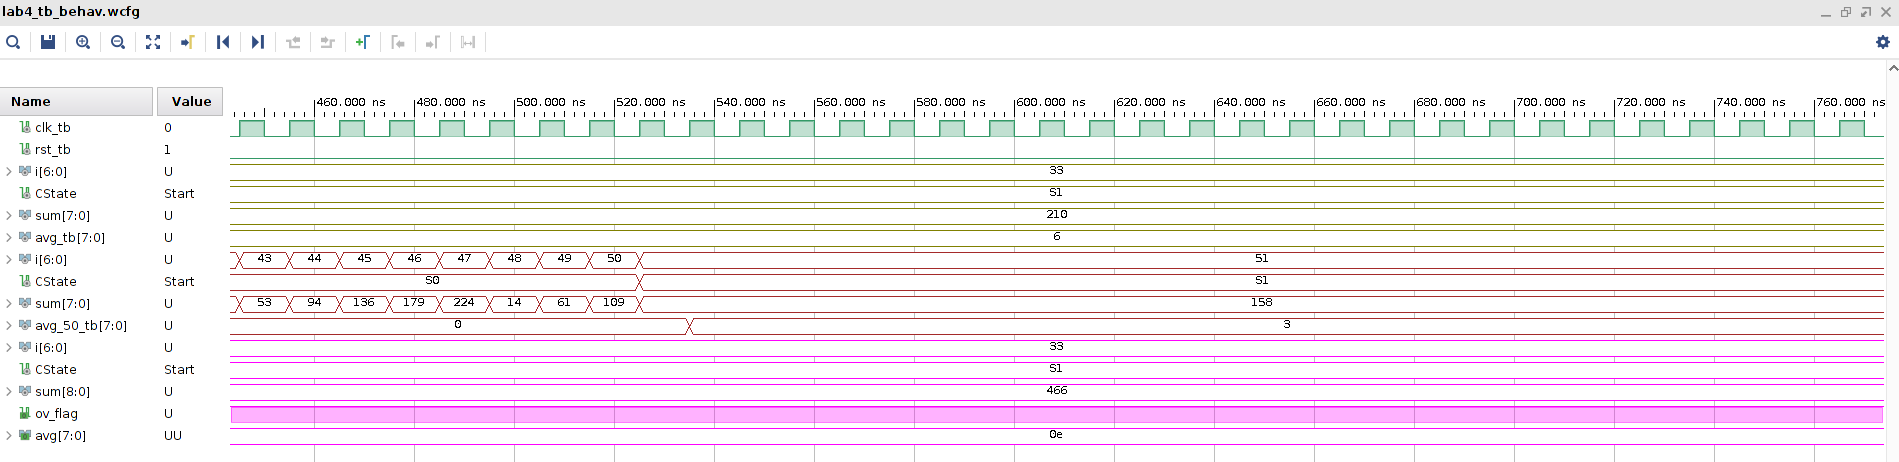 lab4_tb_behav.wcfg
Name Value 460.000 ns 480.000 ns 500.000 ns 520.000 ns 540.000 ns 560.000 ns 580.000 ns 600.000 ns 620.000 ns 640.000 ns 660.000 ns 680.000 ns 700.000 ns 720.000 ns 740.000 ns 760.000 ns
clk_tb 0
rst_tb 1
i[6:0] U 33
CState Start S1
sum[7:0] U 210
avg_tb[7:0] U 6
i[6:0] U 43 44 45 46 47 48 49 50 S1
CState Start S0 S1
sum[7:0] U 53 94 136 179 224 14 61 109 158
avg_50_tb[7:0] U 0 3
i[6:0] U 33
CState Start S1
sum[8:0] U 466
ov_flag U
avg[7:0] UU 0e